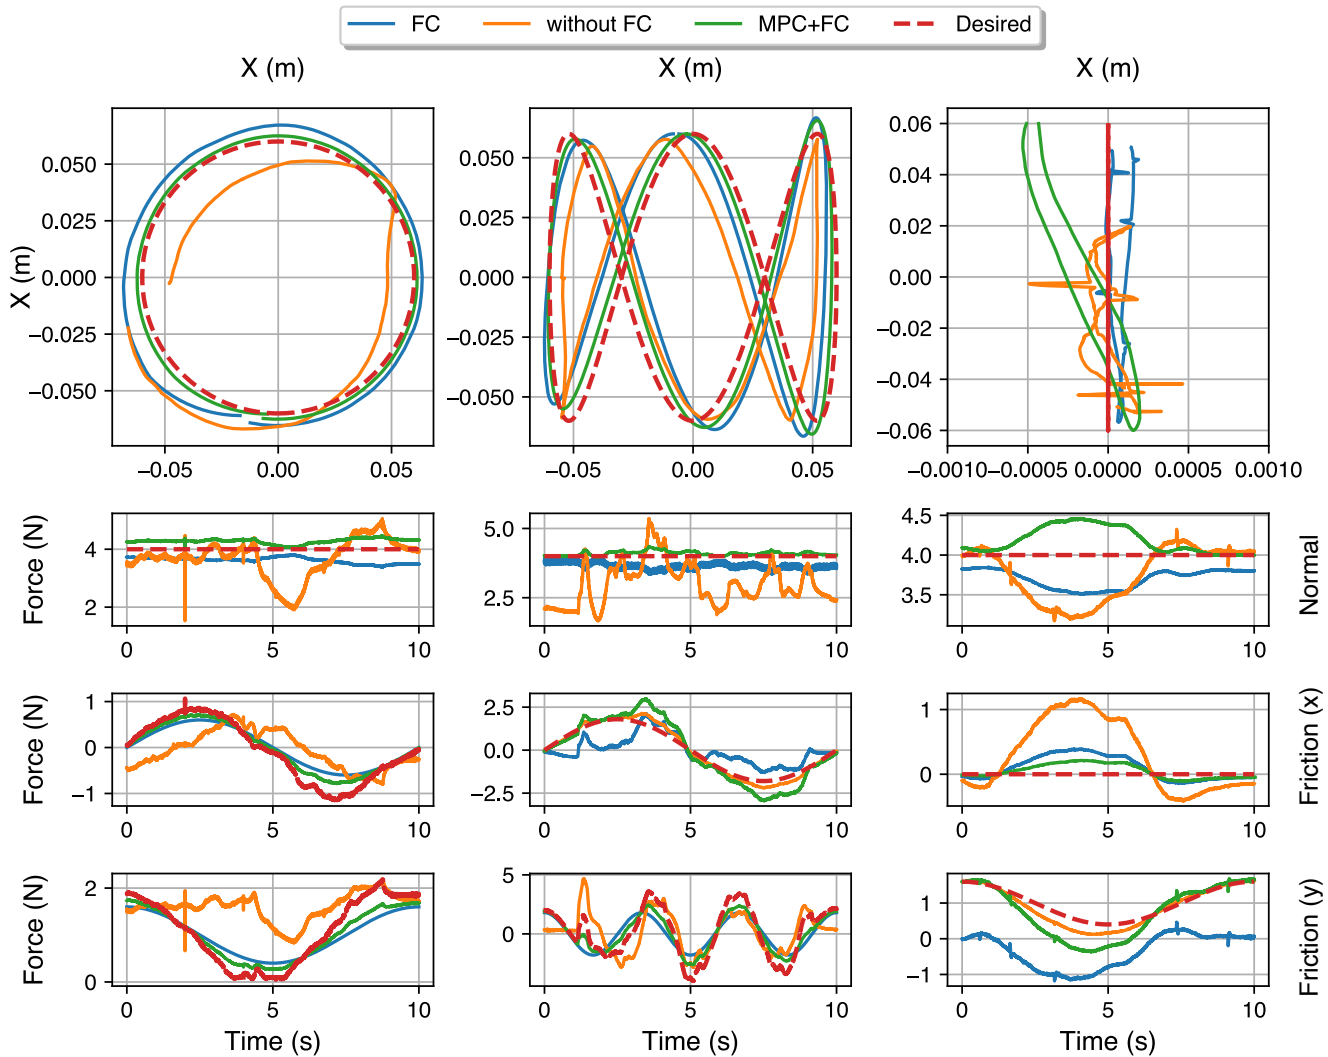 FC without FC MPC+FC Desired
X (m) X (m) X (m)
X (m)
0.050
0.025
0.000
−0.025
−0.050
−0.05 0.00 0.05
0.050
0.025
0.000
−0.025
−0.050
−0.05 0.00 0.05
0.06
0.04
0.02
0.00
−0.02
−0.04
−0.06
−0.0010 −0.0005 0.0000 0.0005 0.0010
Force (N)
4
2
0 5 10
5.0
2.5
0 5 10
4.5
4.0
3.5
0 5 10
Normal
Force (N)
1
0
−1
0 5 10
2.5
0.0
−2.5
0 5 10
1
0
0 5 10
Friction (x)
Force (N)
2
0
0 5 10
5
0
0 5 10
1
0
−1
0 5 10
Friction (y)
Time (s) Time (s) Time (s)